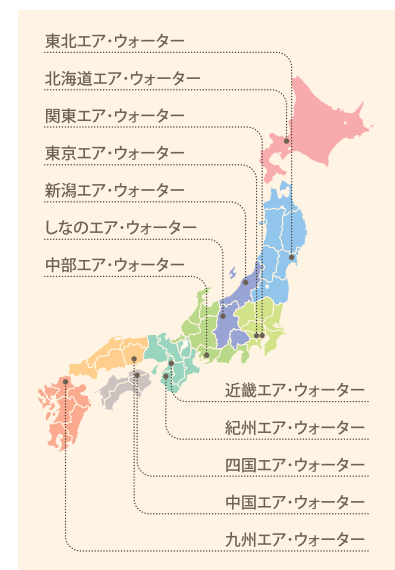 東北エア・ウォーター
北海道エア・ウォーター
関東エア・ウォーター
東京エア・ウォーター
新潟エア・ウォーター
しなのエア・ウォーター
中部エア・ウォーター
近畿エア・ウォーター
紀州エア・ウォーター
四国エア・ウォーター
中国エア・ウォーター
九州エア・ウォーター